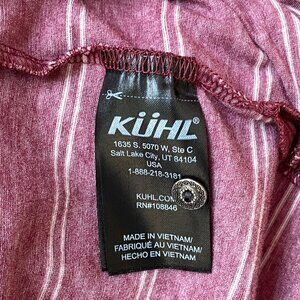 KÜHL®
1635 S. 5070 W, Ste C
Salt Lake City, UT 84104
USA
1-888-218-3181
KUHL.COM
RN#108846
MADE IN VIETNAM/
FABRIQUÉ AU VIETNAM/
HECHO EN VIETNAM